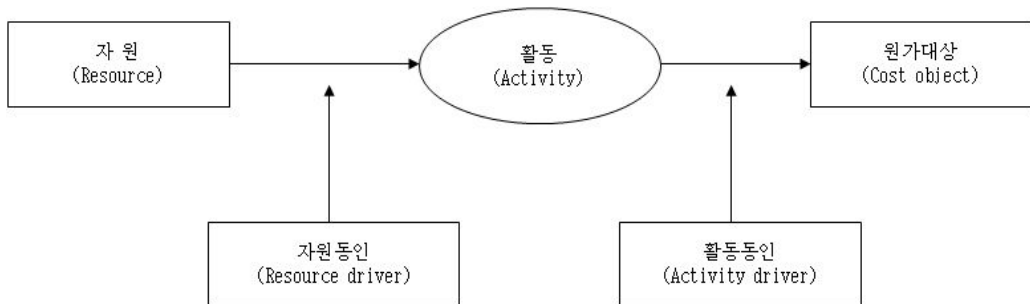 자 원
(Resource)
활동
(Activity)
원가대상
(Cost object)
자원동인
(Resource driver)
활동동인
(Activity driver)